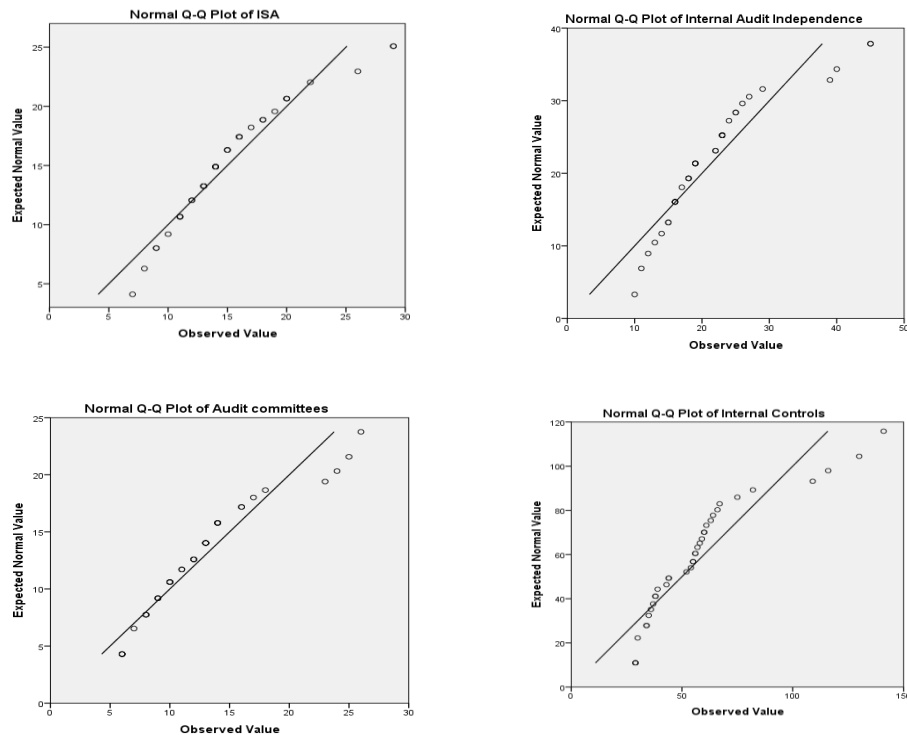 Normal Q-Q Plot of ISA
Expected Normal Value
25
20
15
10
5
0 5 10 15 20 25 30
Observed Value
Normal Q-Q Plot of Internal Audit Independence
Expected Normal Value
40
30
20
10
0
0 10 20 30 40 50
Observed Value
Normal Q-Q Plot of Audit committees
Expected Normal Value
25
20
15
10
5
0
0 5 10 15 20 25 30
Observed Value
Normal Q-Q Plot of Internal Controls
Expected Normal Value
120
100
80
60
40
20
0
0 50 100
Observed Value